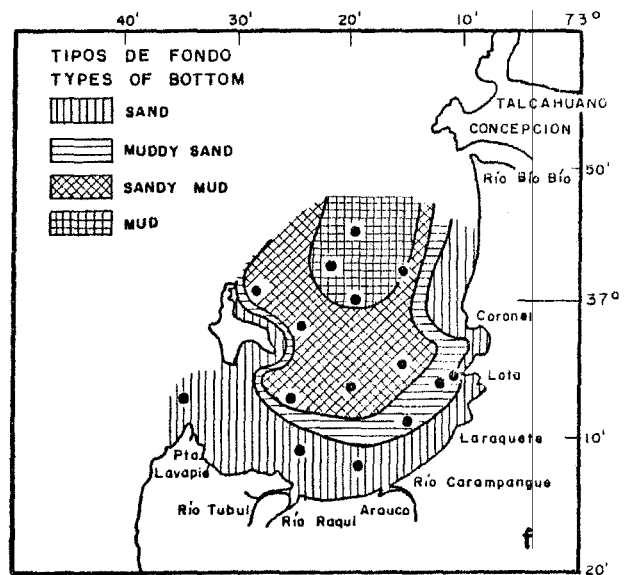 40' 30' 20' 10' 73°
TIPOS DE FONDO
TYPES OF BOTTOM
SAND
MUDDY SAND
SANDY MUD
MUD
TALCAHUANO
CONCEPCION
Río Bío Bío
50'
37°
Coronel
Lota
Laraquete
10'
Pta.
Lavapie
Río Carampangue
Río Tubul
Río Raqui
Arauco
f
20'